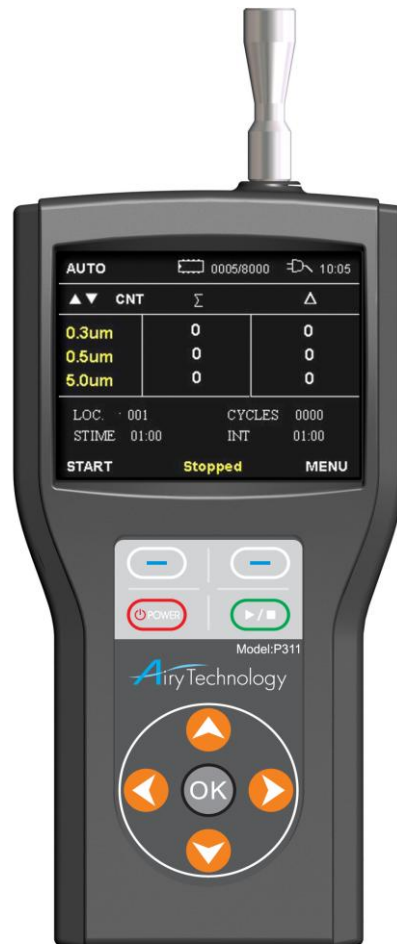 AUTO 0005/8000 10:05
▲▼ CNT Σ Δ
0.3um 0 0
0.5um 0 0
5.0um 0 0
LOC. 001 CYCLES 0000
STIME 01:00 INT 01:00
START Stopped MENU
POWER ▶/■
Model:P311
AiryTechnology
OK